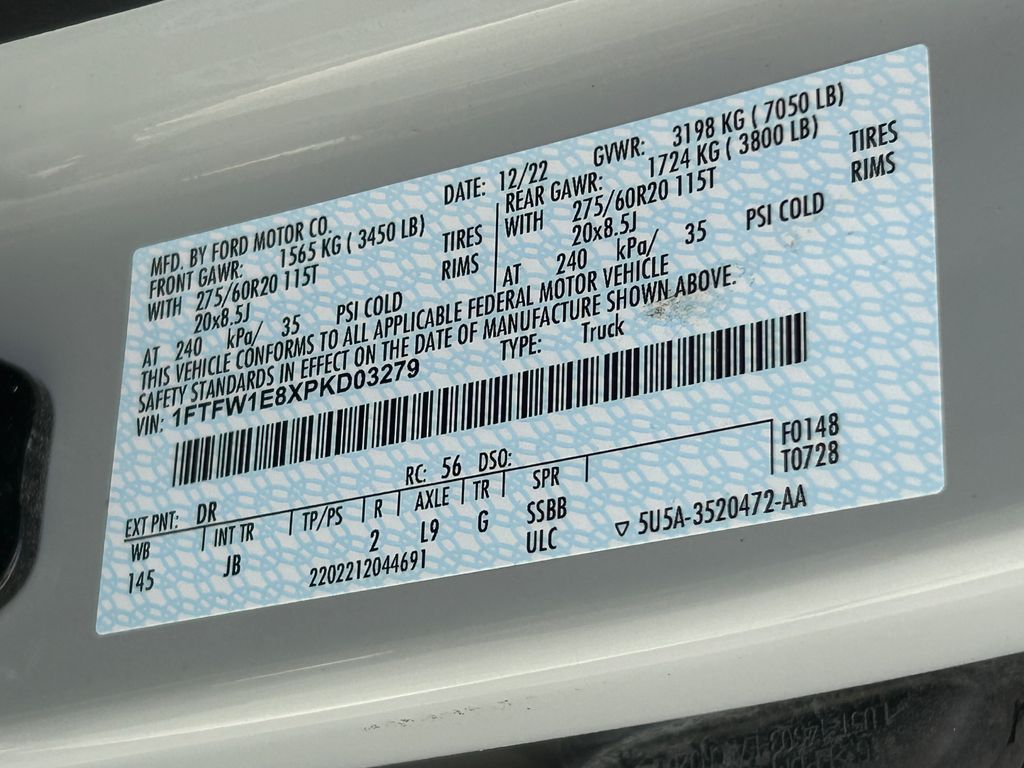 MFD. BY FORD MOTOR CO.
DATE: 12/22 GVWR: 3198 KG ( 7050 LB)
FRONT GAWR: 1565 KG ( 3450 LB)
REAR GAWR: 1724 KG ( 3800 LB)
WITH 275/60R20 115T TIRES
WITH 275/60R20 115T TIRES
20x8.5J RIMS
20x8.5J RIMS
AT 240 kPa/ 35 PSI COLD
AT 240 kPa/ 35 PSI COLD
THIS VEHICLE CONFORMS TO ALL APPLICABLE FEDERAL MOTOR VEHICLE
SAFETY STANDARDS IN EFFECT ON THE DATE OF MANUFACTURE SHOWN ABOVE.
VIN: 1FTFW1E8XPKD03279 TYPE: Truck
F0148
T0728
EXT PNT: DR RC: 56 DSO:
WB INT TR TP/PS R AXLE TR SPR
145 JB 2 L9 G SSBB
2202212044691 ULC ▽ 5U5A-3520472-AA